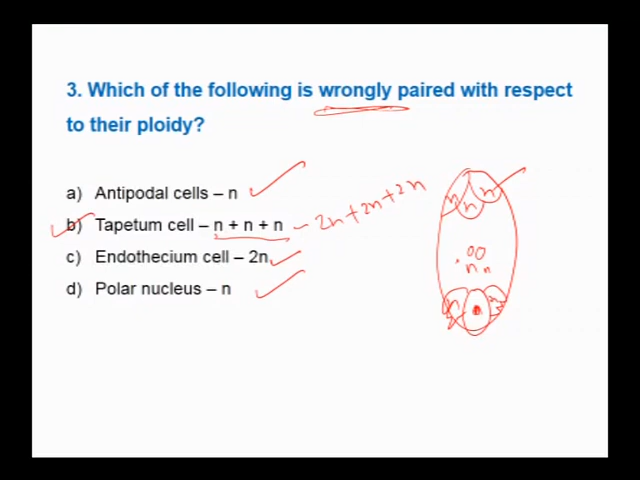 3. Which of the following is wrongly paired with respect
to their ploidy?
a) Antipodal cells – n
b) Tapetum cell – n + n + n – 2n + 2n + 2n
c) Endothecium cell – 2n
d) Polar nucleus – n
n n n
n n
n